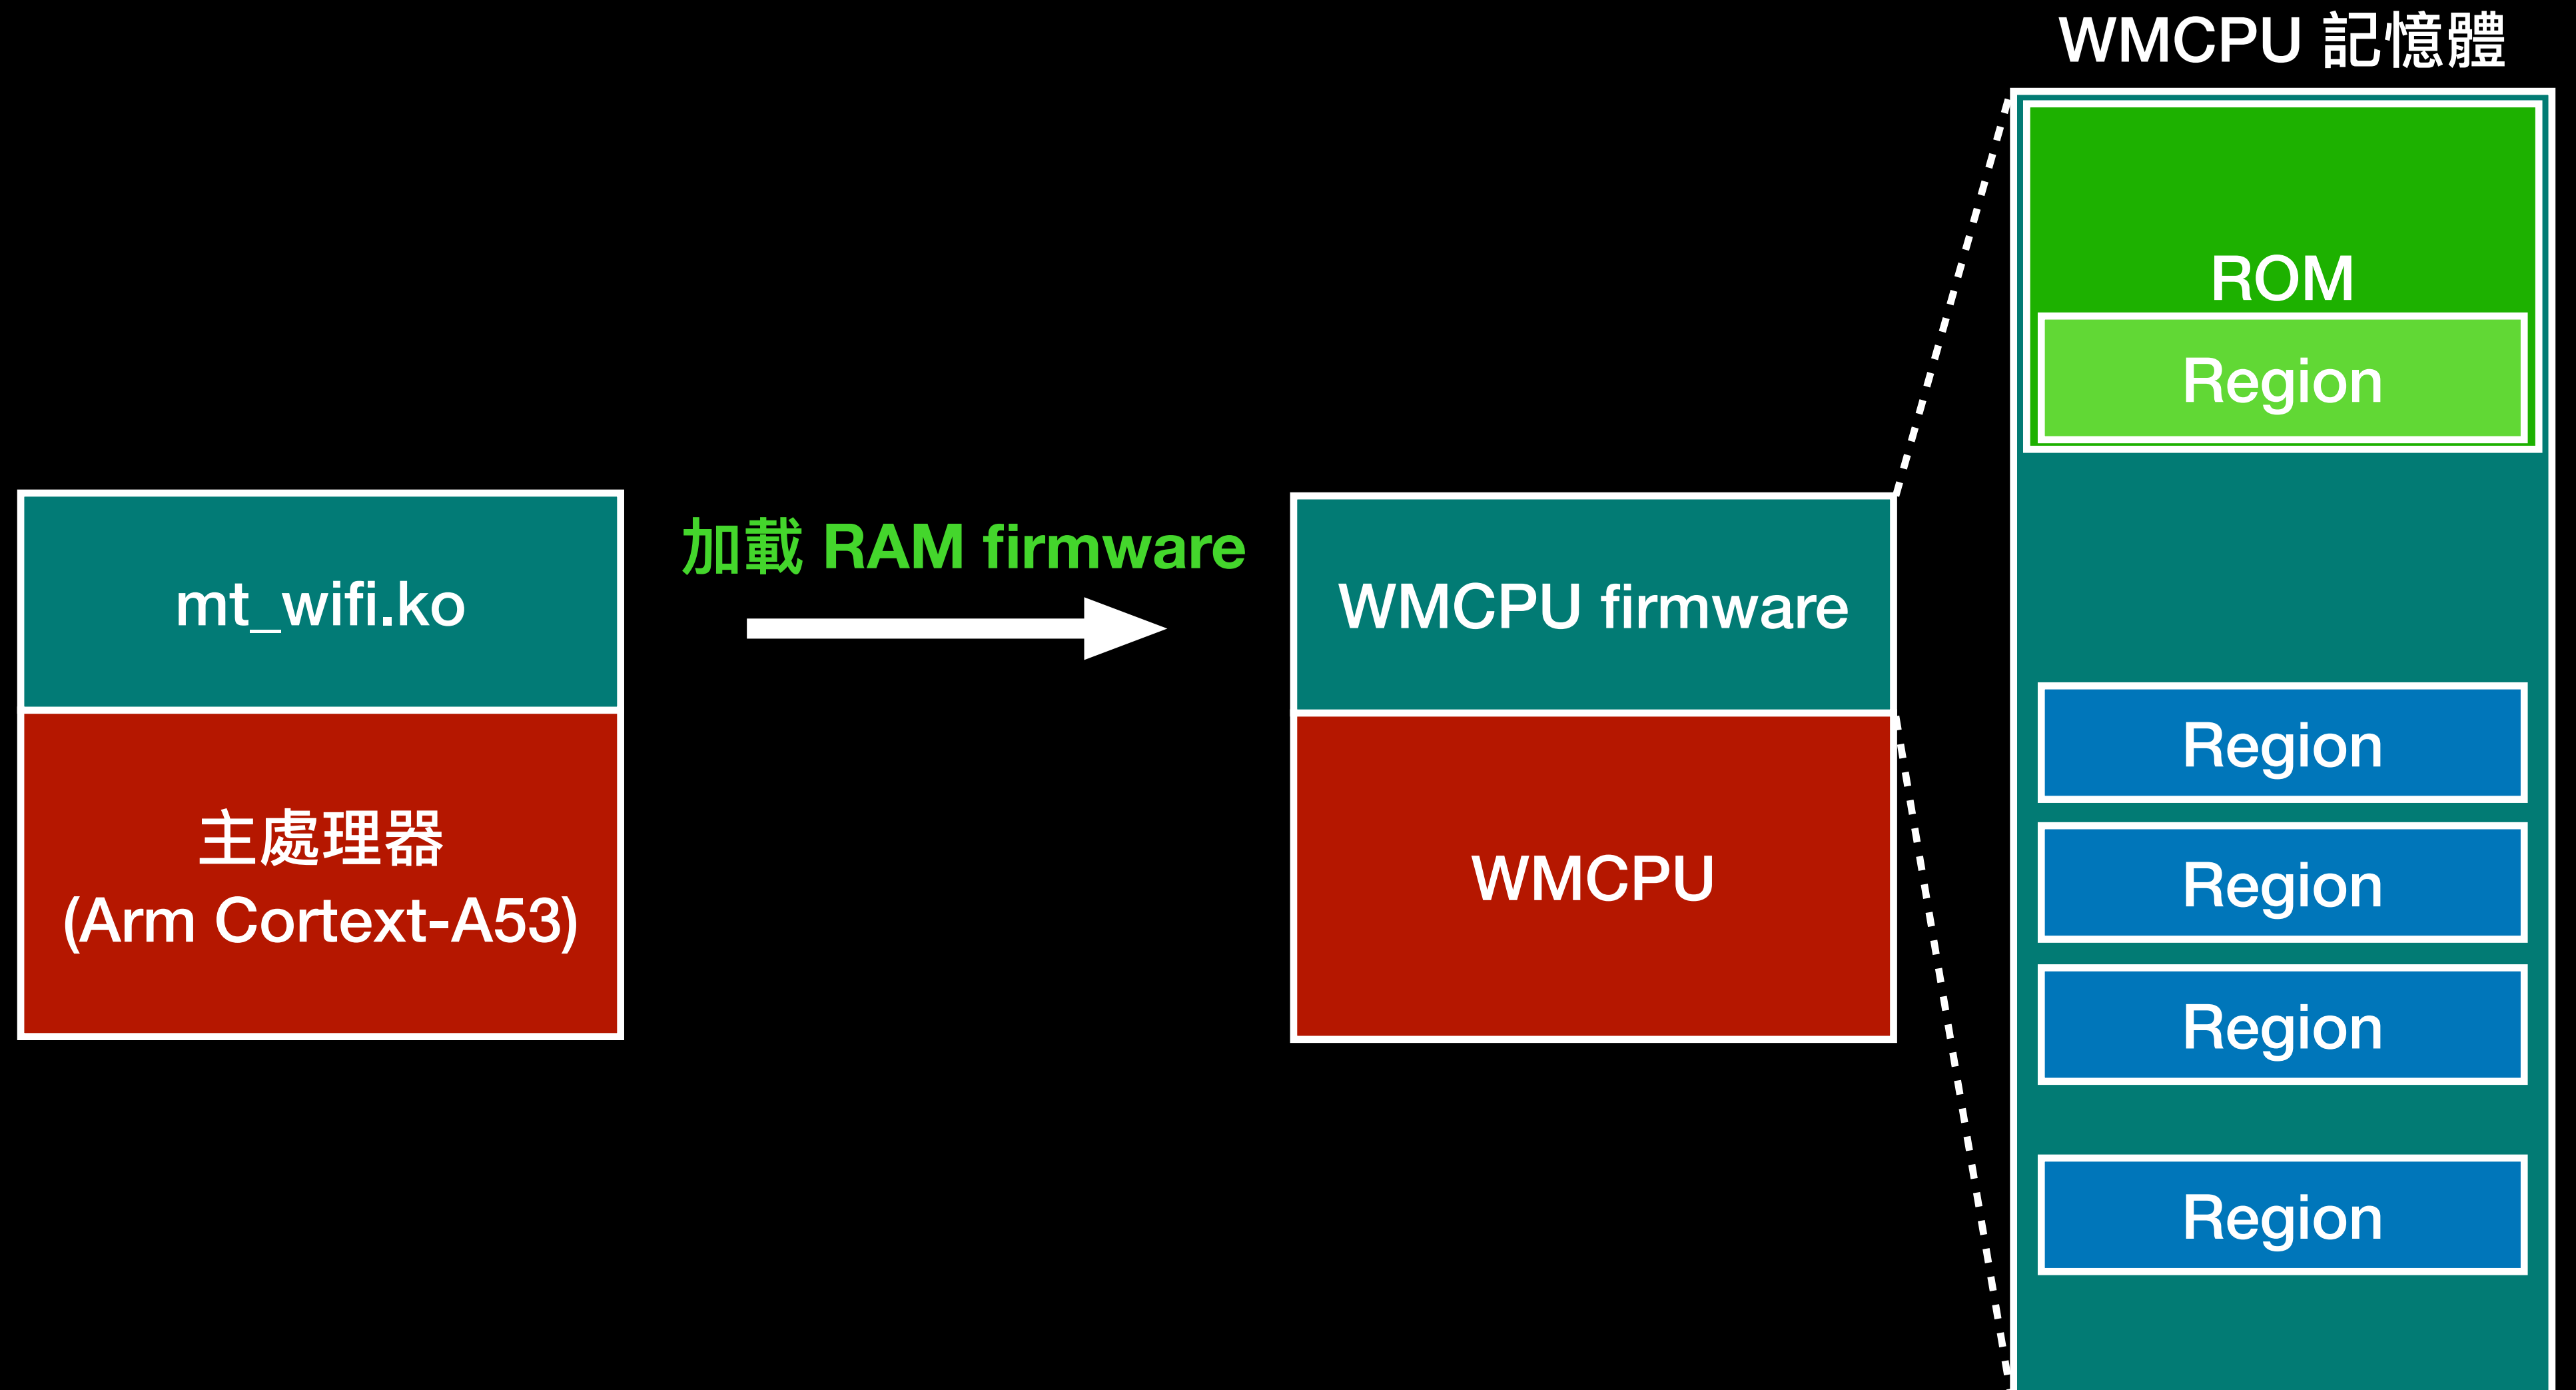 WMCPU 記憶體
ROM
Region
mt_wifi.ko
主處理器
(Arm Cortext-A53)
加載 RAM firmware
WMCPU firmware
WMCPU
Region
Region
Region
Region